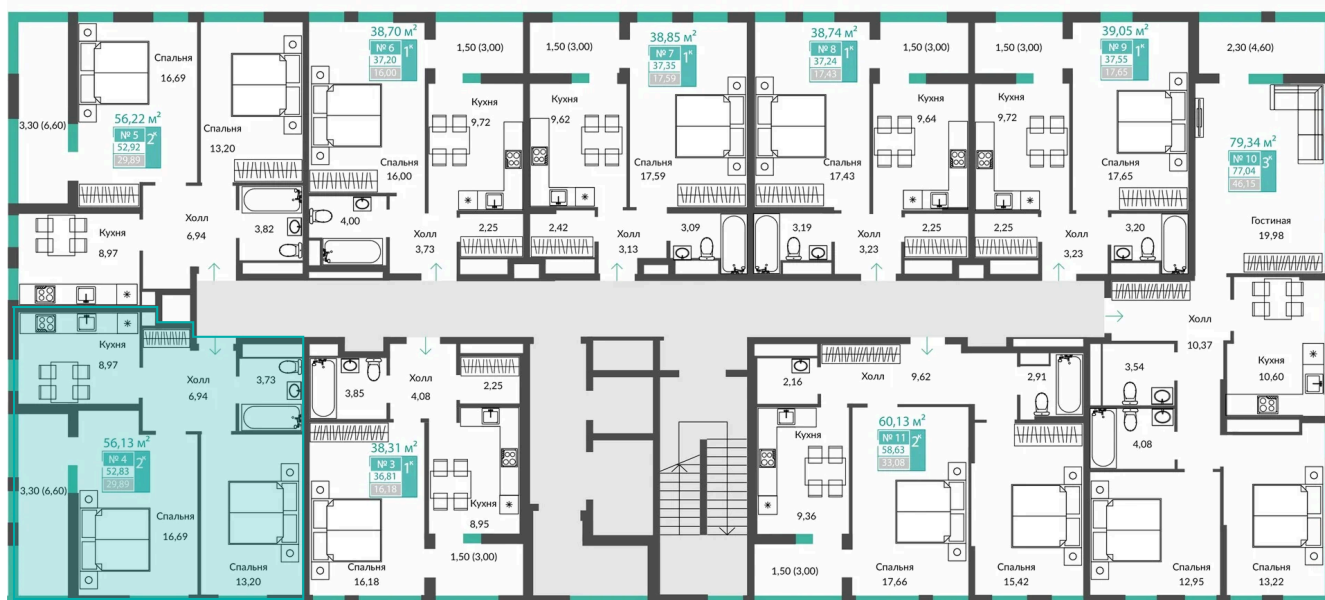 3,30 (6,60)
Спальня
16,69
56,22 м²
№ 5
2ᴷ
52,92
29,89
Спальня
13,20
Кухня
8,97
Холл
6,94
3,82
38,70 м²
№ 6
1ᴷ
37,20
16,00
1,50 (3,00)
Кухня
9,72
Спальня
16,00
4,00
Холл
3,73
2,25
1,50 (3,00)
38,85 м²
№ 7
1ᴷ
37,35
17,59
Кухня
9,62
Спальня
17,59
2,42
Холл
3,13
3,09
38,74 м²
№ 8
1ᴷ
37,24
17,43
1,50 (3,00)
Кухня
9,64
Спальня
17,43
3,19
Холл
3,23
2,25
1,50 (3,00)
39,05 м²
№ 9
1ᴷ
37,55
17,65
Кухня
9,72
Спальня
17,65
2,25
Холл
3,23
3,20
2,30 (4,60)
79,34 м²
№ 10
3ᴷ
77,04
46,15
Гостиная
19,98
Холл
10,37
Кухня
10,60
3,54
4,08
Спальня
12,95
Спальня
13,22
Кухня
8,97
Холл
6,94
3,73
56,13 м²
№ 4
2ᴷ
52,83
29,89
3,30 (6,60)
Спальня
16,69
Спальня
13,20
3,85
Холл
4,08
2,25
38,31 м²
№ 3
1ᴷ
36,81
16,18
Кухня
8,95
Спальня
16,18
1,50 (3,00)
2,16
Холл
9,62
2,91
Кухня
9,36
60,13 м²
№ 11
2ᴷ
58,63
33,08
1,50 (3,00)
Спальня
17,66
Спальня
15,42